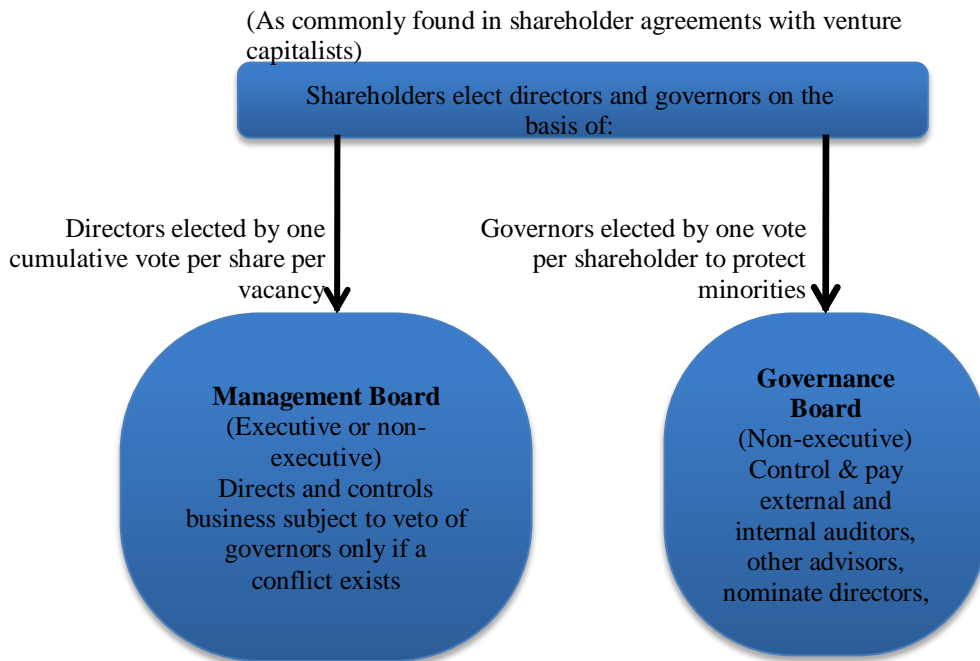 (As commonly found in shareholder agreements with venture
capitalists)
Shareholders elect directors and governors on the
basis of:
Directors elected by one
cumulative vote per share per
vacancy
Governors elected by one vote
per shareholder to protect
minorities
Management Board
(Executive or non-
executive)
Directs and controls
business subject to veto of
governors only if a
conflict exists
Governance
Board
(Non-executive)
Control & pay
external and
internal auditors,
other advisors,
nominate directors,